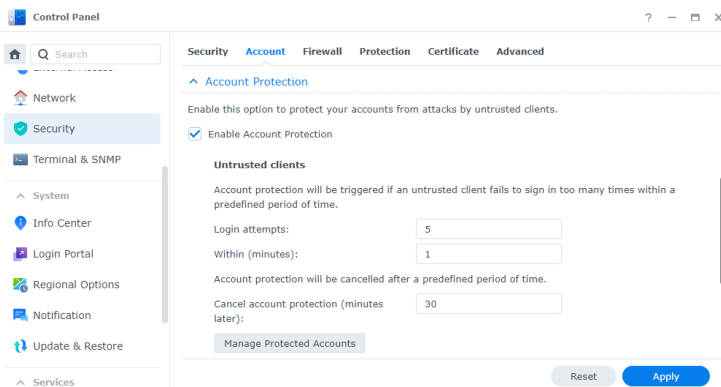 Control Panel
?
Search
Security Account Firewall Protection Certificate Advanced
Account Protection
Network
Enable this option to protect your accounts from attacks by untrusted clients.
Security
Enable Account Protection
Terminal & SNMP
Untrusted clients
Account protection will be triggered if an untrusted client fails to sign in too many times within a
predefined period of time.
System
Info Center
Login attempts: 5
Login Portal
Within (minutes): 1
Account protection will be cancelled after a predefined period of time.
Regional Options
Cancel account protection (minutes
later): 30
Notification
Manage Protected Accounts
Update & Restore
Services
Reset Apply